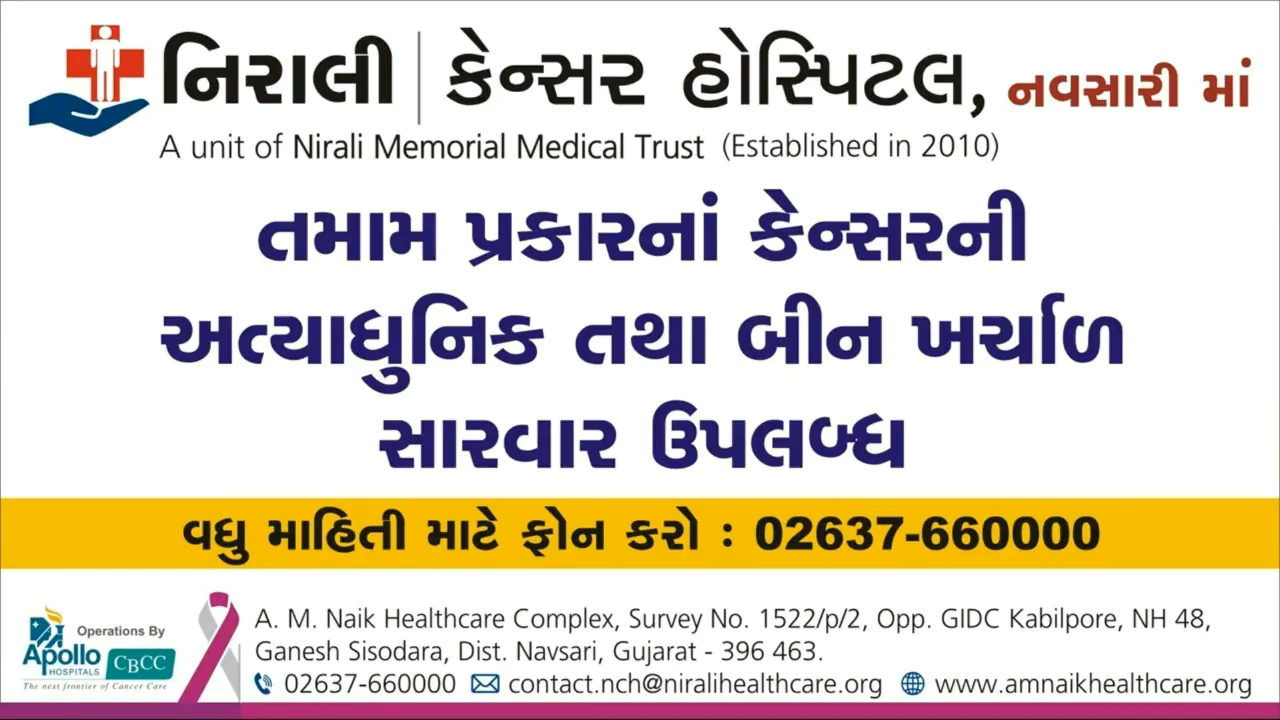 નિરાલી | કેન્સર હોસ્પિટલ, નવસારી માં
A unit of Nirali Memorial Medical Trust (Established in 2010)
તમામ પ્રકારનાં કેન્સરની
અત્યાધુનિક તથા બીન ખર્ચાળ
સારવાર ઉપલબ્ધ
વધુ માહિતી માટે ફોન કરો : 02637-660000
A. M. Naik Healthcare Complex, Survey No. 1522/p/2, Opp. GIDC Kabilpore, NH 48,
Ganesh Sisodara, Dist. Navsari, Gujarat - 396 463.
02637-660000 contact.nch@niralihealthcare.org www.amnaikhealthcare.org
Operations By
Apollo
HOSPITALS
CBCC
The next frontier of Cancer Care